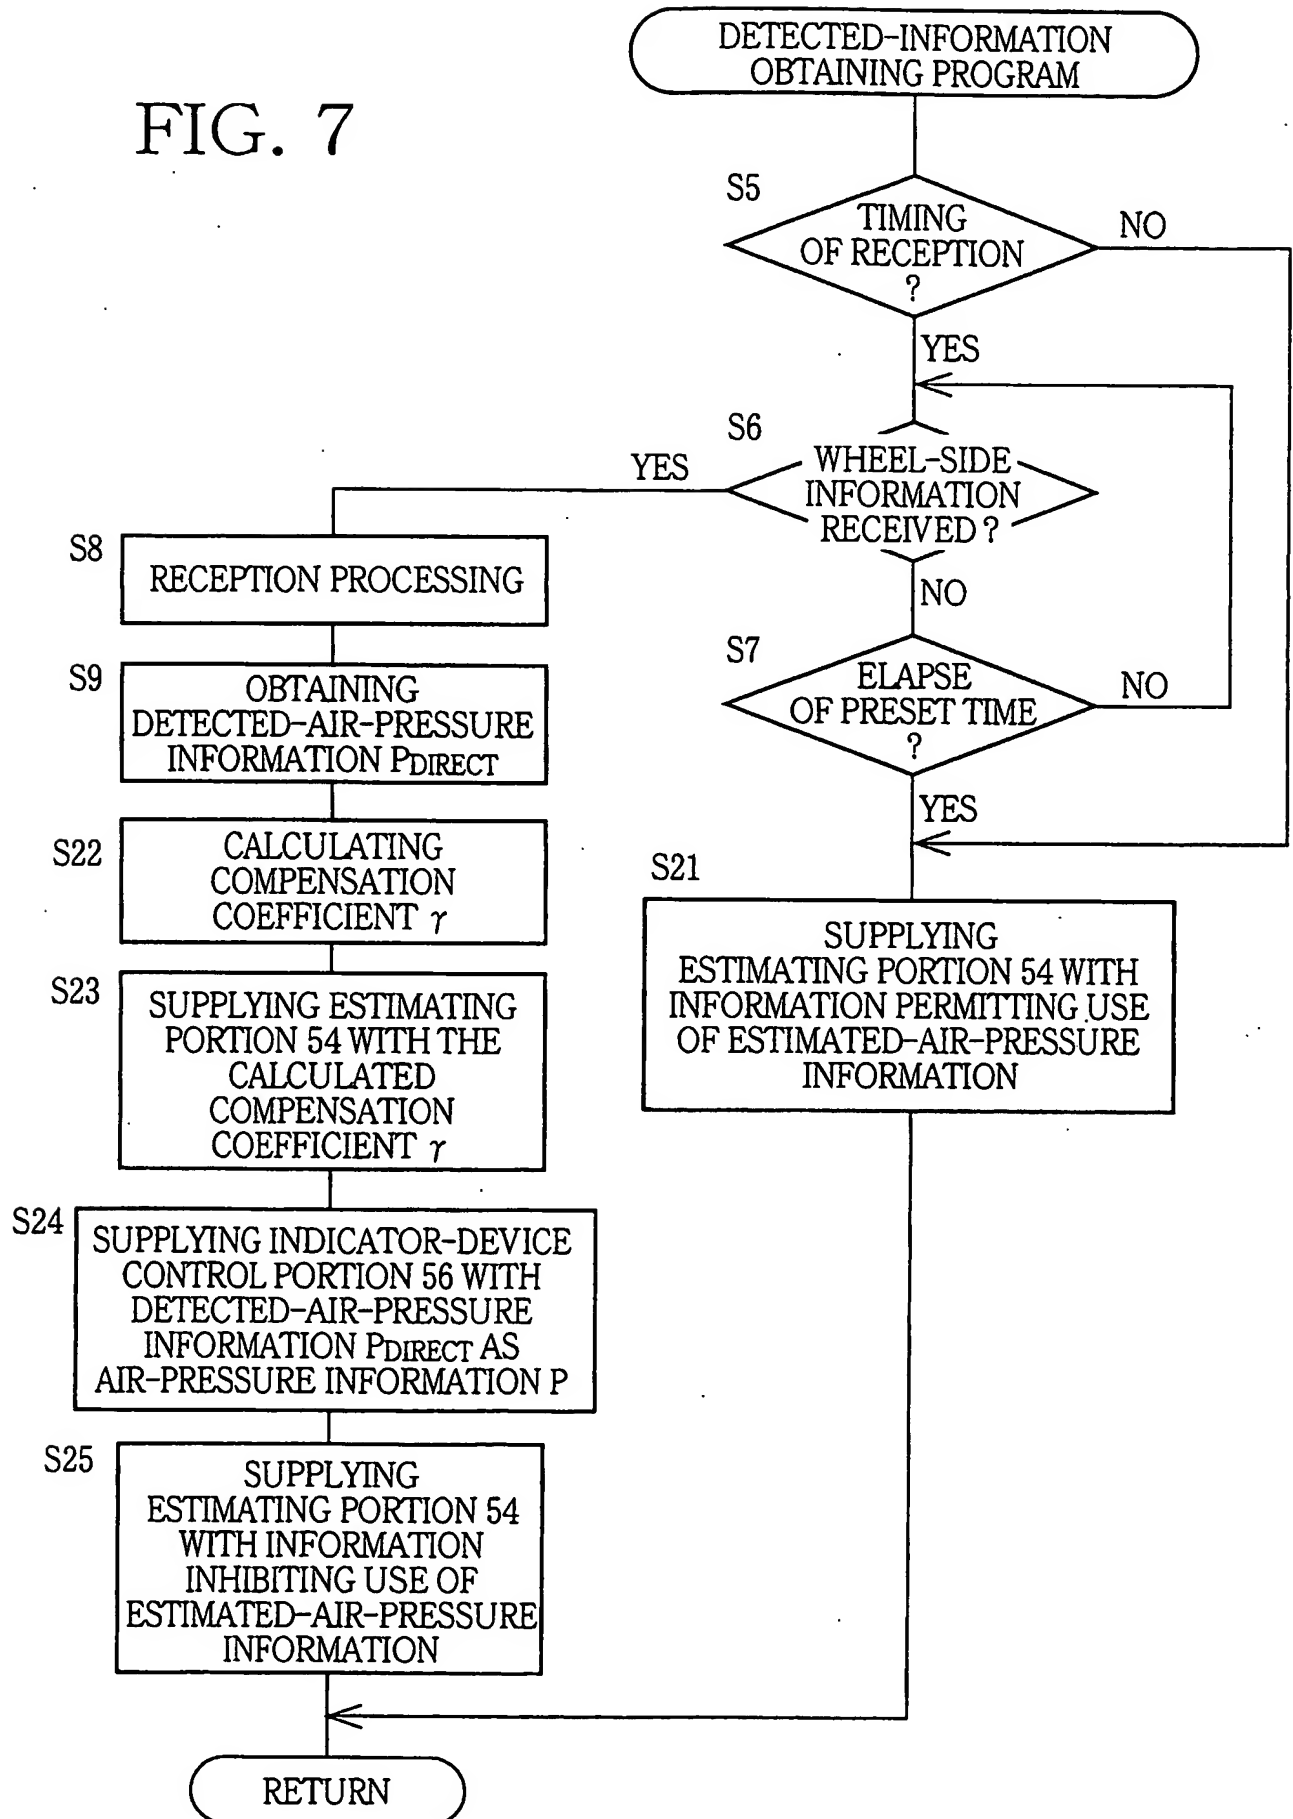 FIG. 7
DETECTED-INFORMATION
OBTAINING PROGRAM
S5
TIMING
OF RECEPTION
?
NO
YES
S6
WHEEL-SIDE
INFORMATION
RECEIVED ?
YES
NO
S7
ELAPSE
OF PRESET TIME
?
NO
YES
S8
RECEPTION PROCESSING
S9
OBTAINING
DETECTED-AIR-PRESSURE
INFORMATION PDIRECT
S22
CALCULATING
COMPENSATION
COEFFICIENT γ
S23
SUPPLYING ESTIMATING
PORTION 54 WITH THE
CALCULATED
COMPENSATION
COEFFICIENT γ
S24
SUPPLYING INDICATOR-DEVICE
CONTROL PORTION 56 WITH
DETECTED-AIR-PRESSURE
INFORMATION PDIRECT AS
AIR-PRESSURE INFORMATION P
S25
SUPPLYING
ESTIMATING PORTION 54
WITH INFORMATION
INHIBITING USE OF
ESTIMATED-AIR-PRESSURE
INFORMATION
S21
SUPPLYING
ESTIMATING PORTION 54 WITH
INFORMATION PERMITTING USE
OF ESTIMATED-AIR-PRESSURE
INFORMATION
RETURN